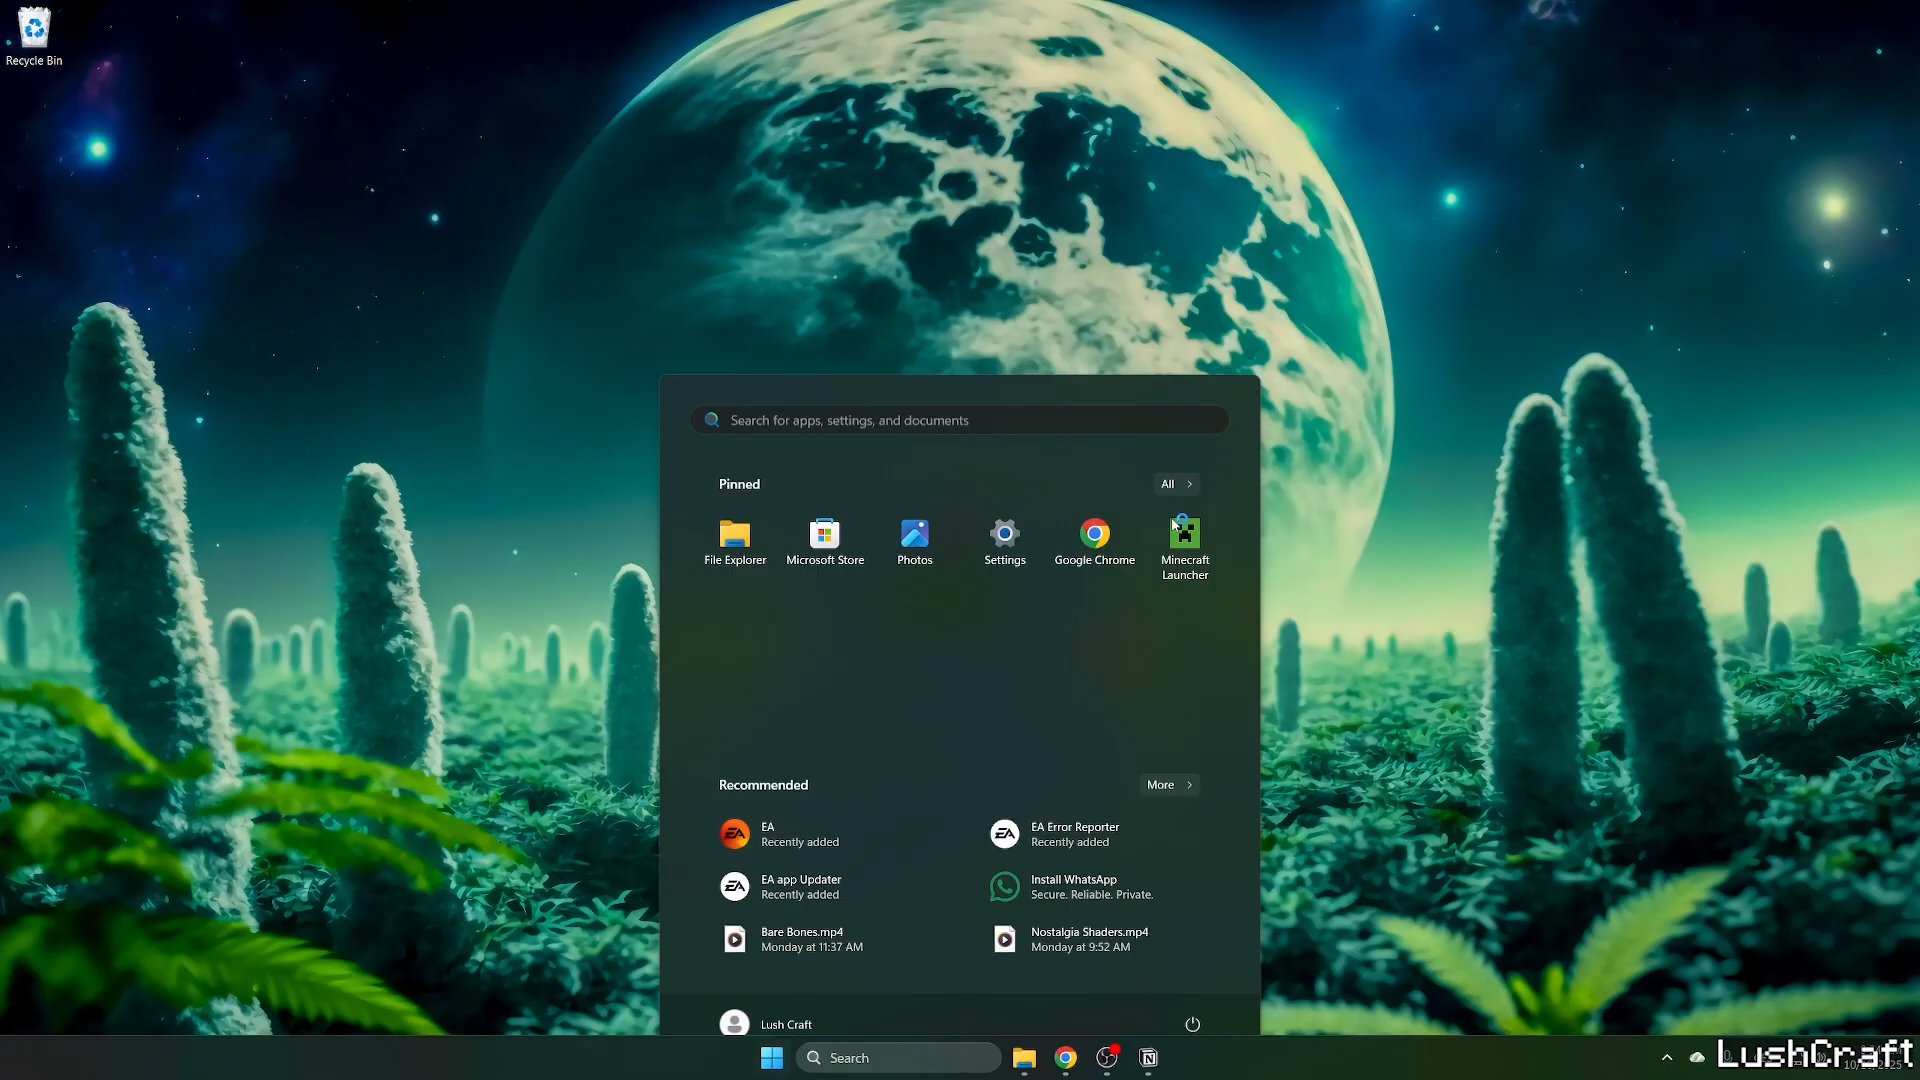 Recycle Bin
Search for apps, settings, and documents
Pinned
All
File Explorer
Microsoft Store
Photos
Settings
Google Chrome
Minecraft
Launcher
Recommended
More
EA
Recently added
EA Error Reporter
Recently added
EA app Updater
Recently added
Install WhatsApp
Secure. Reliable. Private.
Bare Bones.mp4
Monday at 11:37 AM
Nostalgia Shaders.mp4
Monday at 9:52 AM
Lush Craft
Search
LushCraft